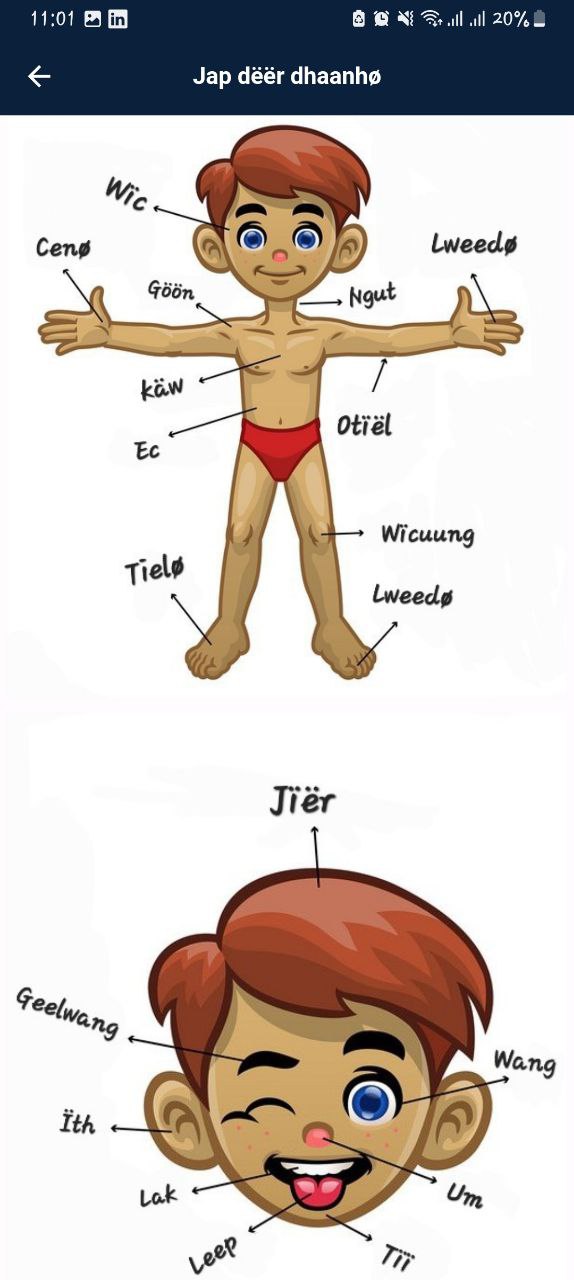 11:01
20%
Jap dëër dhaanhø
Wïc
Cenø
Lweedø
Göön
Ngut
käw
Otïël
Ec
Wïcuung
Tïelø
Lweedø
Jïër
Geelwang
Wang
Ïth
Lak
Um
Leep
Tïï